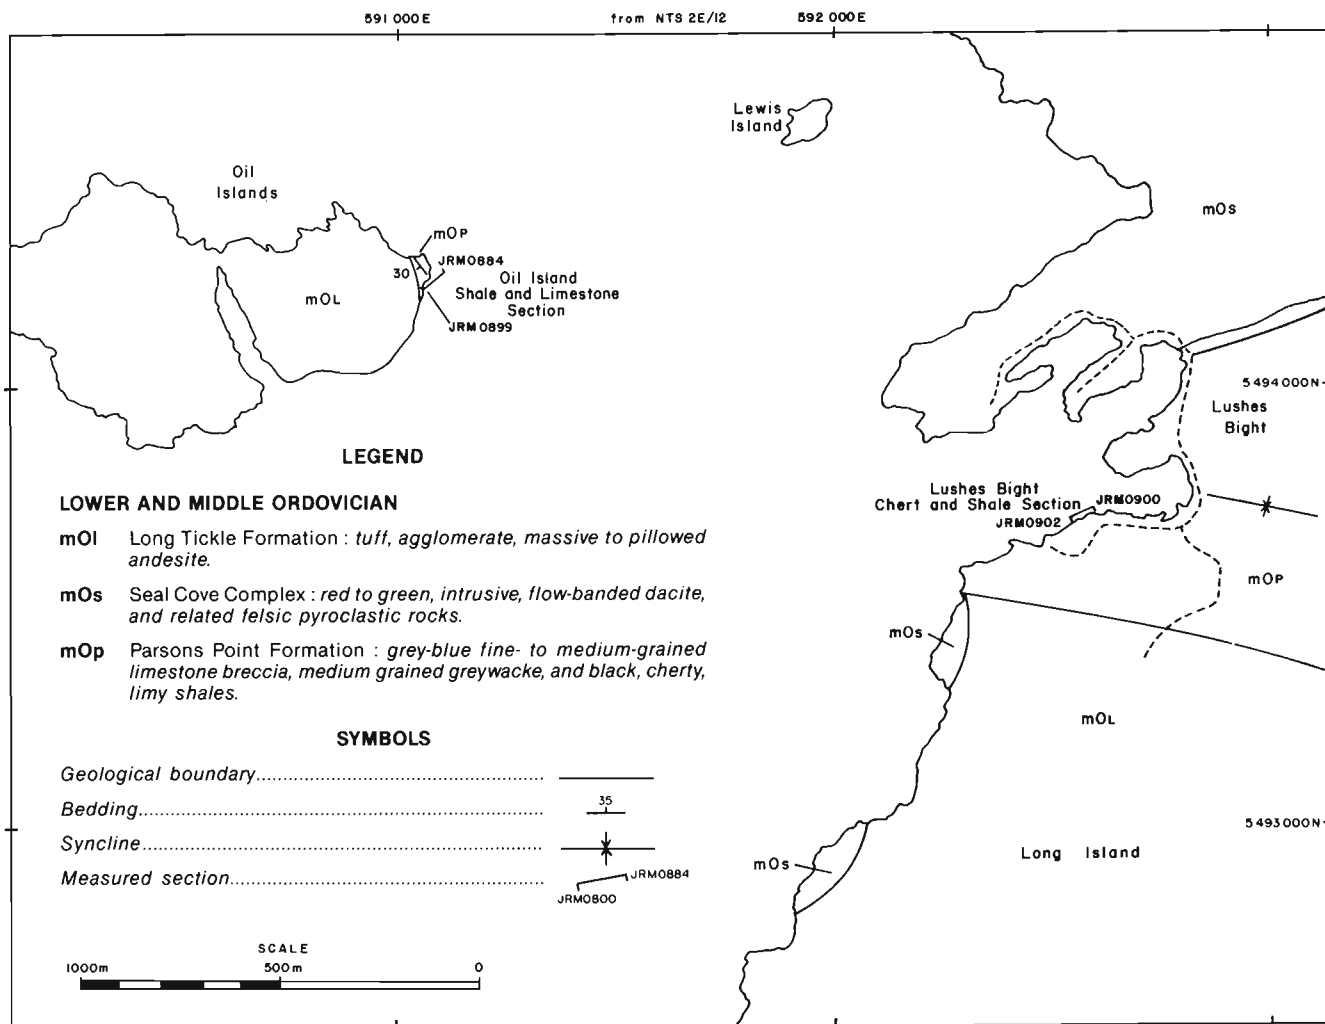 591 000E
from NTS 2E/12
592 000E
Lewis
Island
Oil
Islands
mOS
mOP
JRM0884
30
Oil Island
Shale and Limestone
Section
mOL
JRM0899
5494000N
Lushes
Bight
LEGEND
LOWER AND MIDDLE ORDOVICIAN
mOl Long Tickle Formation : tuff, agglomerate, massive to pillowed
andesite.
mOs Seal Cove Complex : red to green, intrusive, flow-banded dacite,
and related felsic pyroclastic rocks.
mOp Parsons Point Formation : grey-blue fine- to medium-grained
limestone breccia, medium grained greywacke, and black, cherty,
limy shales.
Lushes Bight
Chert and Shale Section
JRM0900
JRM0902
mOP
mOs
mOL
SYMBOLS
Geological boundary
Bedding
35
Syncline
Measured section
JRM0884
JRM0800
5493000N
mOs
Long Island
SCALE
1000m 500m 0